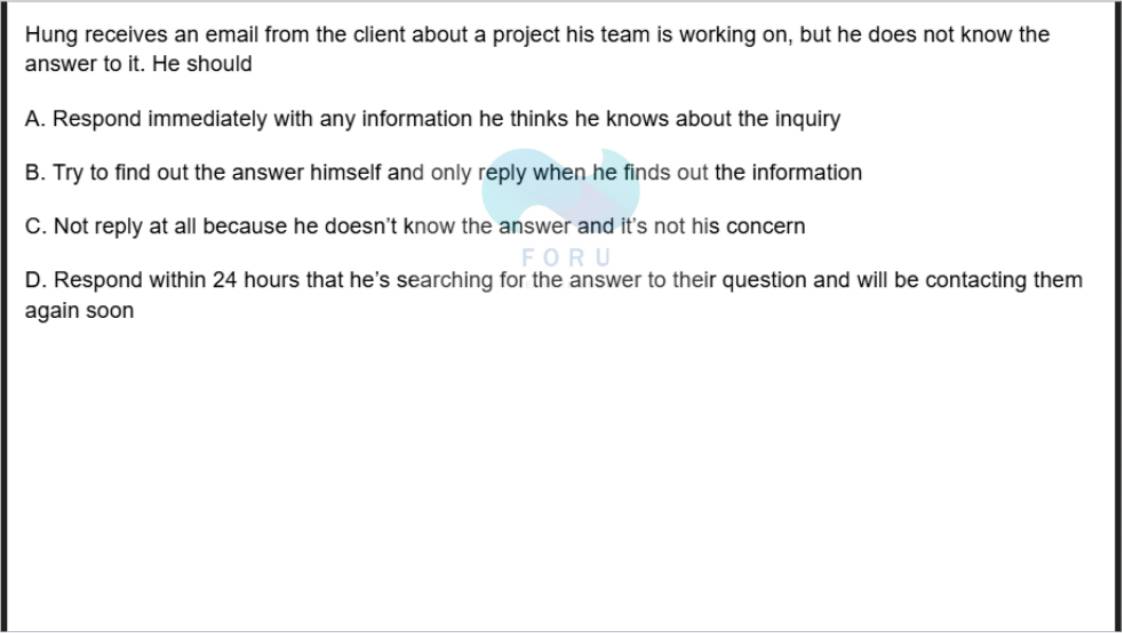 Hung receives an email from the client about a project his team is working on, but he does not know the
answer to it. He should
A. Respond immediately with any information he thinks he knows about the inquiry
B. Try to find out the answer himself and only reply when he finds out the information
C. Not reply at all because he doesn’t know the answer and it’s not his concern
FORU
D. Respond within 24 hours that he’s searching for the answer to their question and will be contacting them
again soon